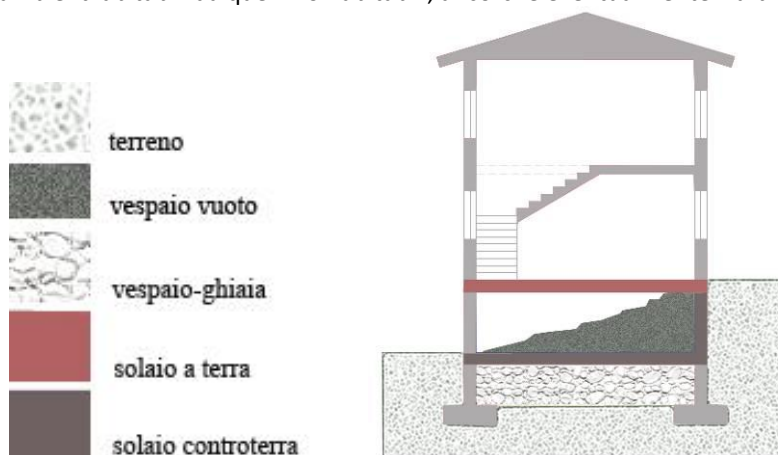 terreno
vespaio vuoto
vespaio-ghiaia
solaio a terra
solaio controterra